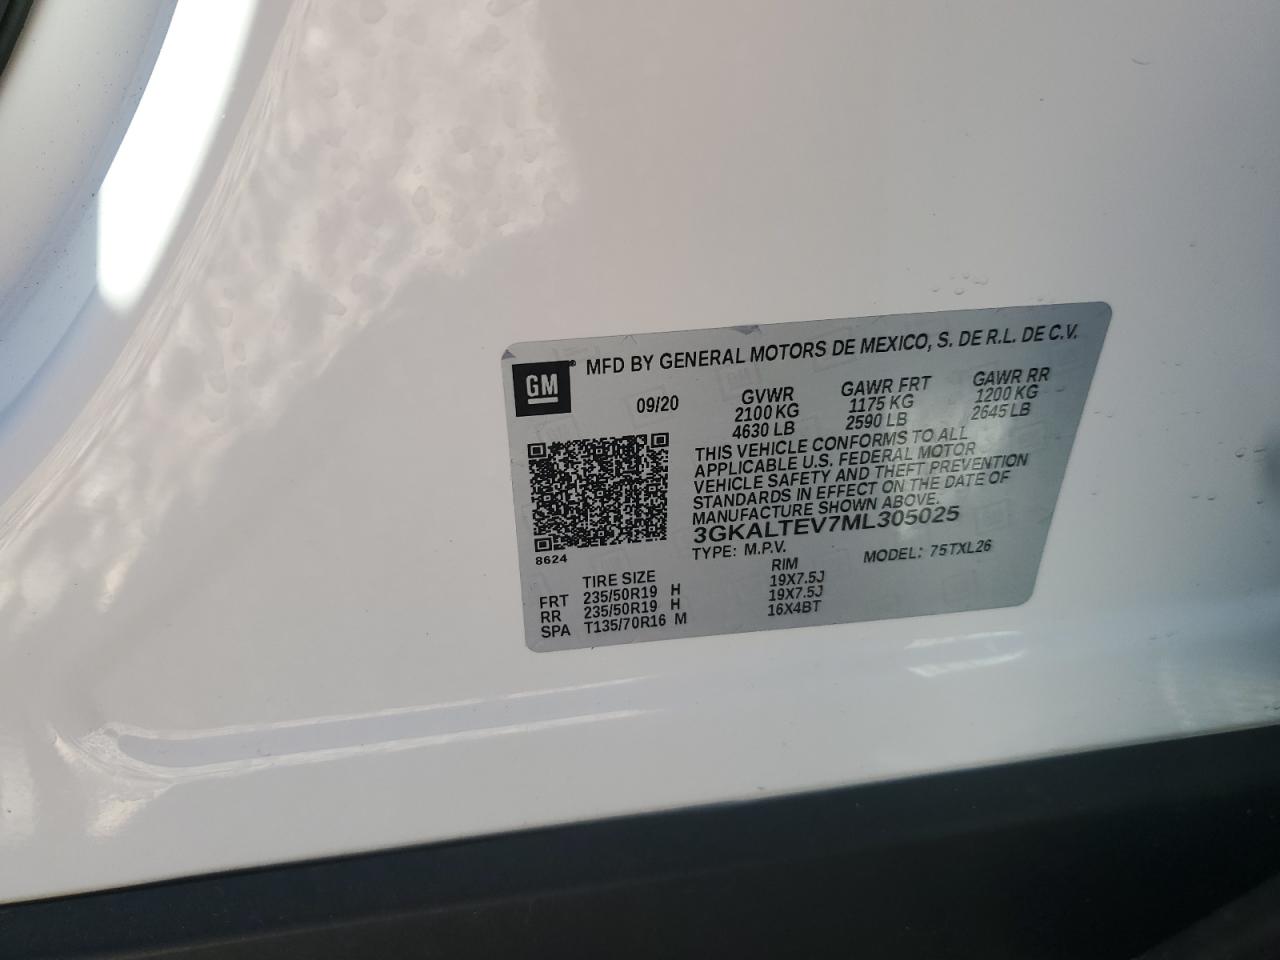 GM® MFD BY GENERAL MOTORS DE MEXICO, S. DE R.L. DE C.V.
09/20 GVWR GAWR FRT GAWR RR
2100 KG 1175 KG 1200 KG
4630 LB 2590 LB 2645 LB
THIS VEHICLE CONFORMS TO ALL
APPLICABLE U.S. FEDERAL MOTOR
VEHICLE SAFETY AND THEFT PREVENTION
STANDARDS IN EFFECT ON THE DATE OF
MANUFACTURE SHOWN ABOVE.
3GKALTEV7ML305025
8624 TYPE: M.P.V. MODEL: 75TXL26
TIRE SIZE RIM
FRT 235/50R19 H 19X7.5J
RR 235/50R19 H 19X7.5J
SPA T135/70R16 M 16X4BT